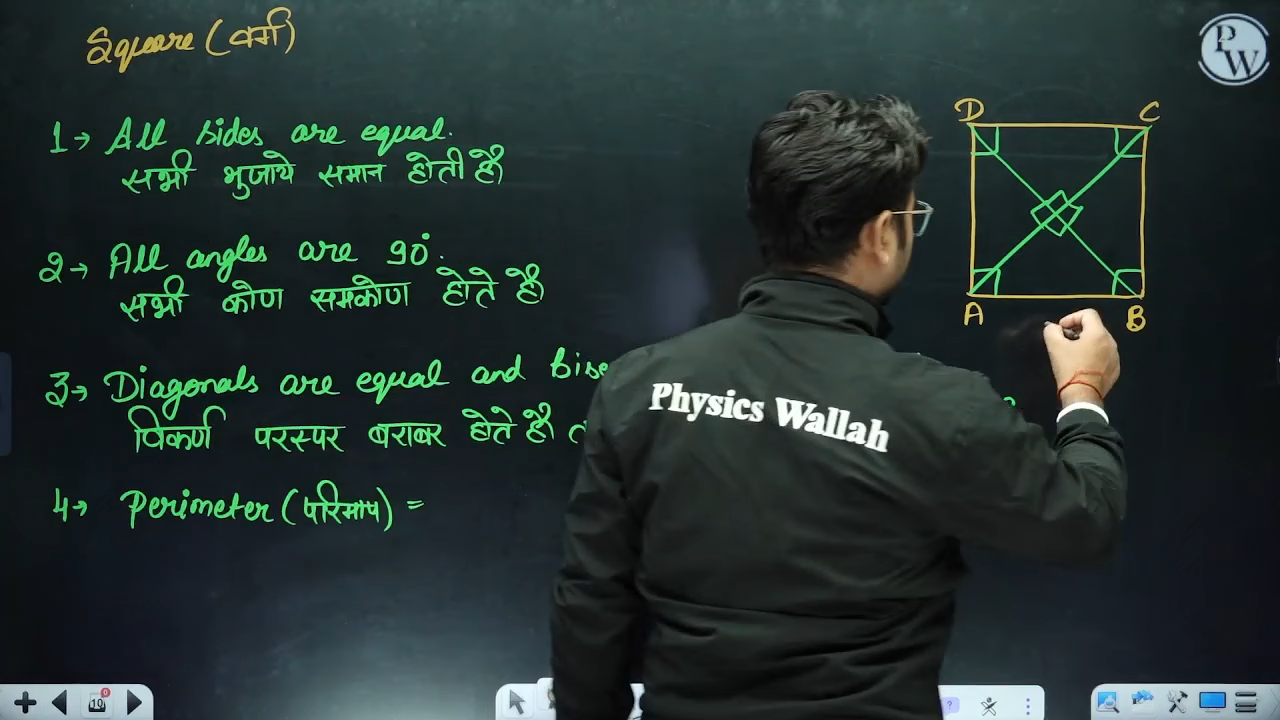 Square (वर्ग)
1→ All sides are equal.
सभी भुजाये समान होती है।
2→ All angles are 90°.
सभी कोण समकोण होते है।
3→ Diagonals are equal and bise
विकर्ण परस्पर बराबर होते है।
4→ Perimeter (परिमाप) =
D C
A B
Physics Wallah
PW
10